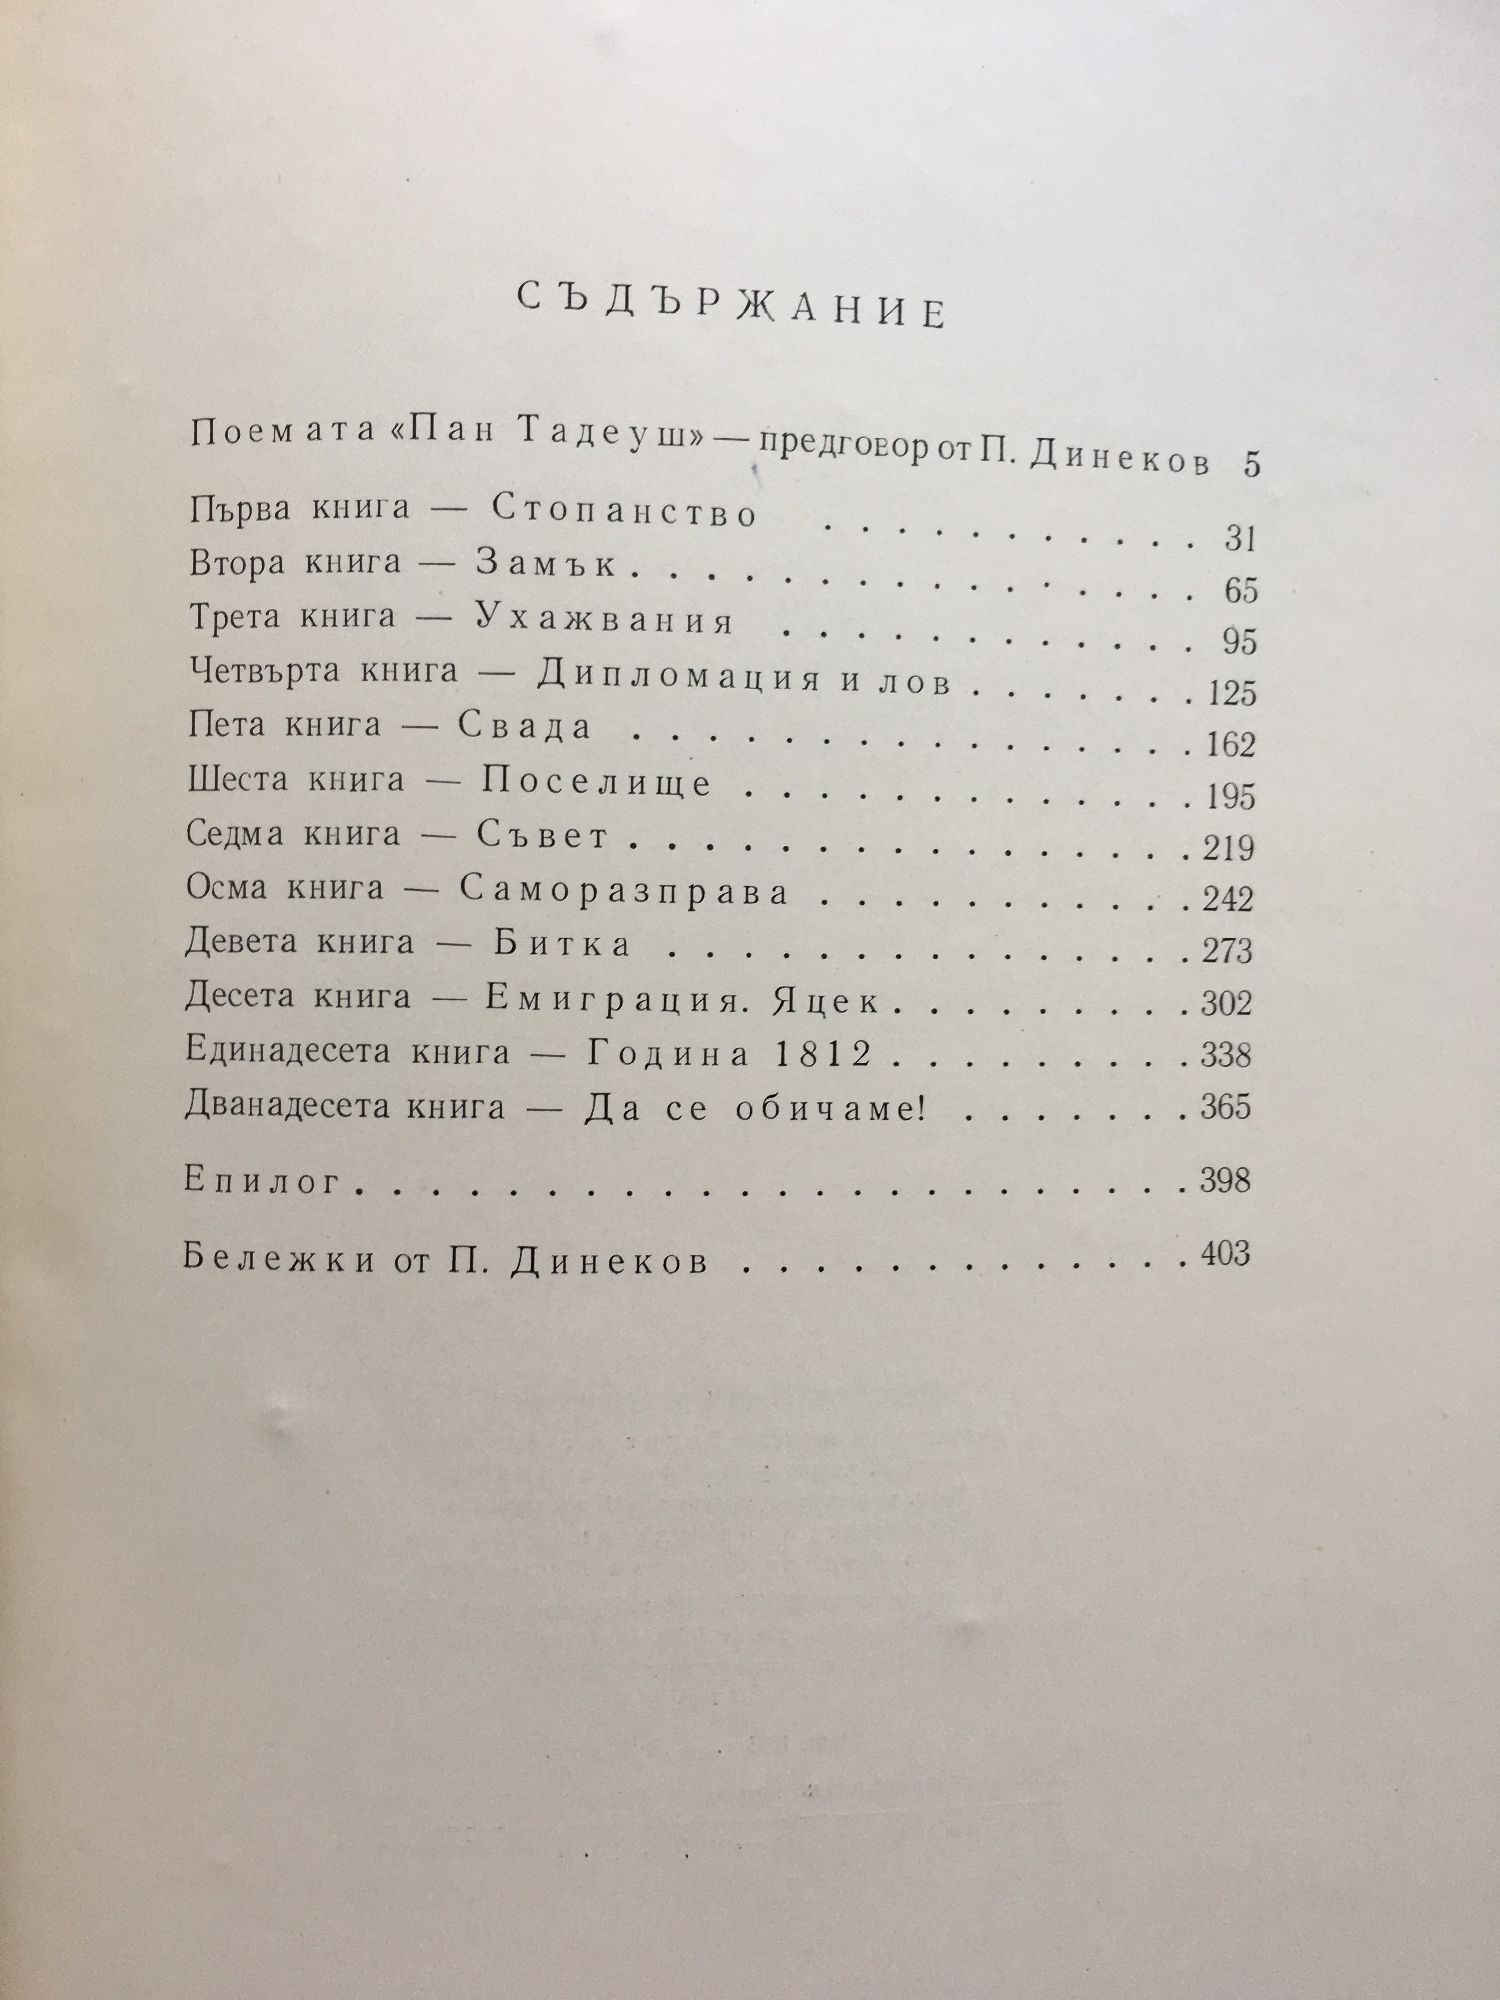 СЪДЪРЖАНИЕ
Поемата «Пан Тадеуш» — предговор от П. Динеков 5
Първа книга — Стопанство . . . . . . . . . . . 31
Втора книга — Замък . . . . . . . . . . . . . . . . 65
Трета книга — Ухажвания . . . . . . . . . . . . 95
Четвърта книга — Дипломация и лов . . . . . . . 125
Пета книга — Свада . . . . . . . . . . . . . . . . 162
Шеста книга — Поселище . . . . . . . . . . . . . 195
Седма книга — Съвет . . . . . . . . . . . . . . . . 219
Осма книга — Саморазправа . . . . . . . . . . . 242
Девета книга — Битка . . . . . . . . . . . . . . . 273
Десета книга — Емиграция. Яцек . . . . . . . . . 302
Единадесета книга — Година 1812 . . . . . . . . . 338
Дванадесета книга — Да се обичаме! . . . . . . . 365
Епилог . . . . . . . . . . . . . . . . . . . . . . . 398
Бележки от П. Динеков . . . . . . . . . . . . . 403